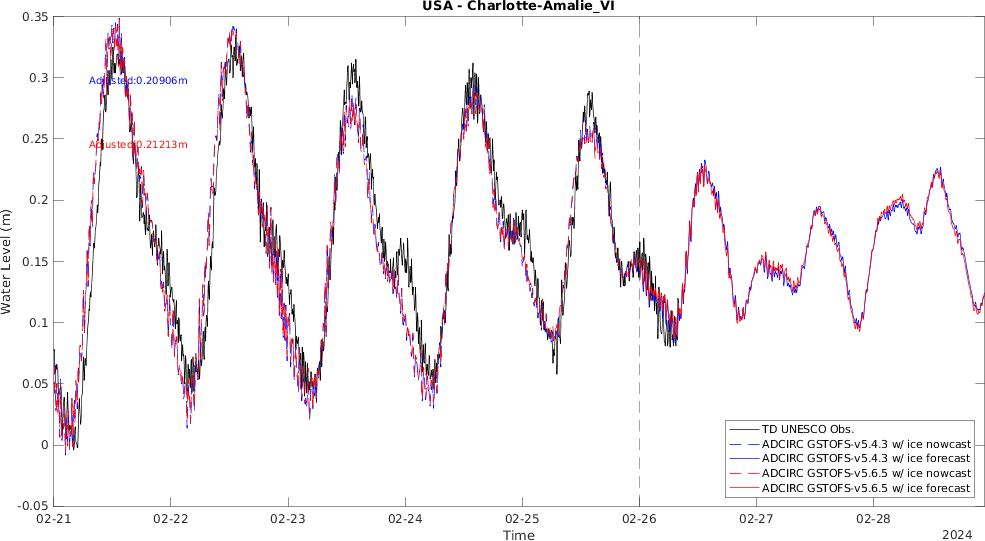 USA - Charlotte-Amalie_VI
0.35
0.3
0.25
0.2
0.15
0.1
0.05
0
-0.05
Water Level (m)
Adjusted:0.20906m
Adjusted:0.21213m
TD UNESCO Obs.
ADCIRC GSTOFS-v5.4.3 w/ ice nowcast
ADCIRC GSTOFS-v5.4.3 w/ ice forecast
ADCIRC GSTOFS-v5.6.5 w/ ice nowcast
ADCIRC GSTOFS-v5.6.5 w/ ice forecast
02-21 02-22 02-23 02-24 02-25 02-26 02-27 02-28
Time
2024